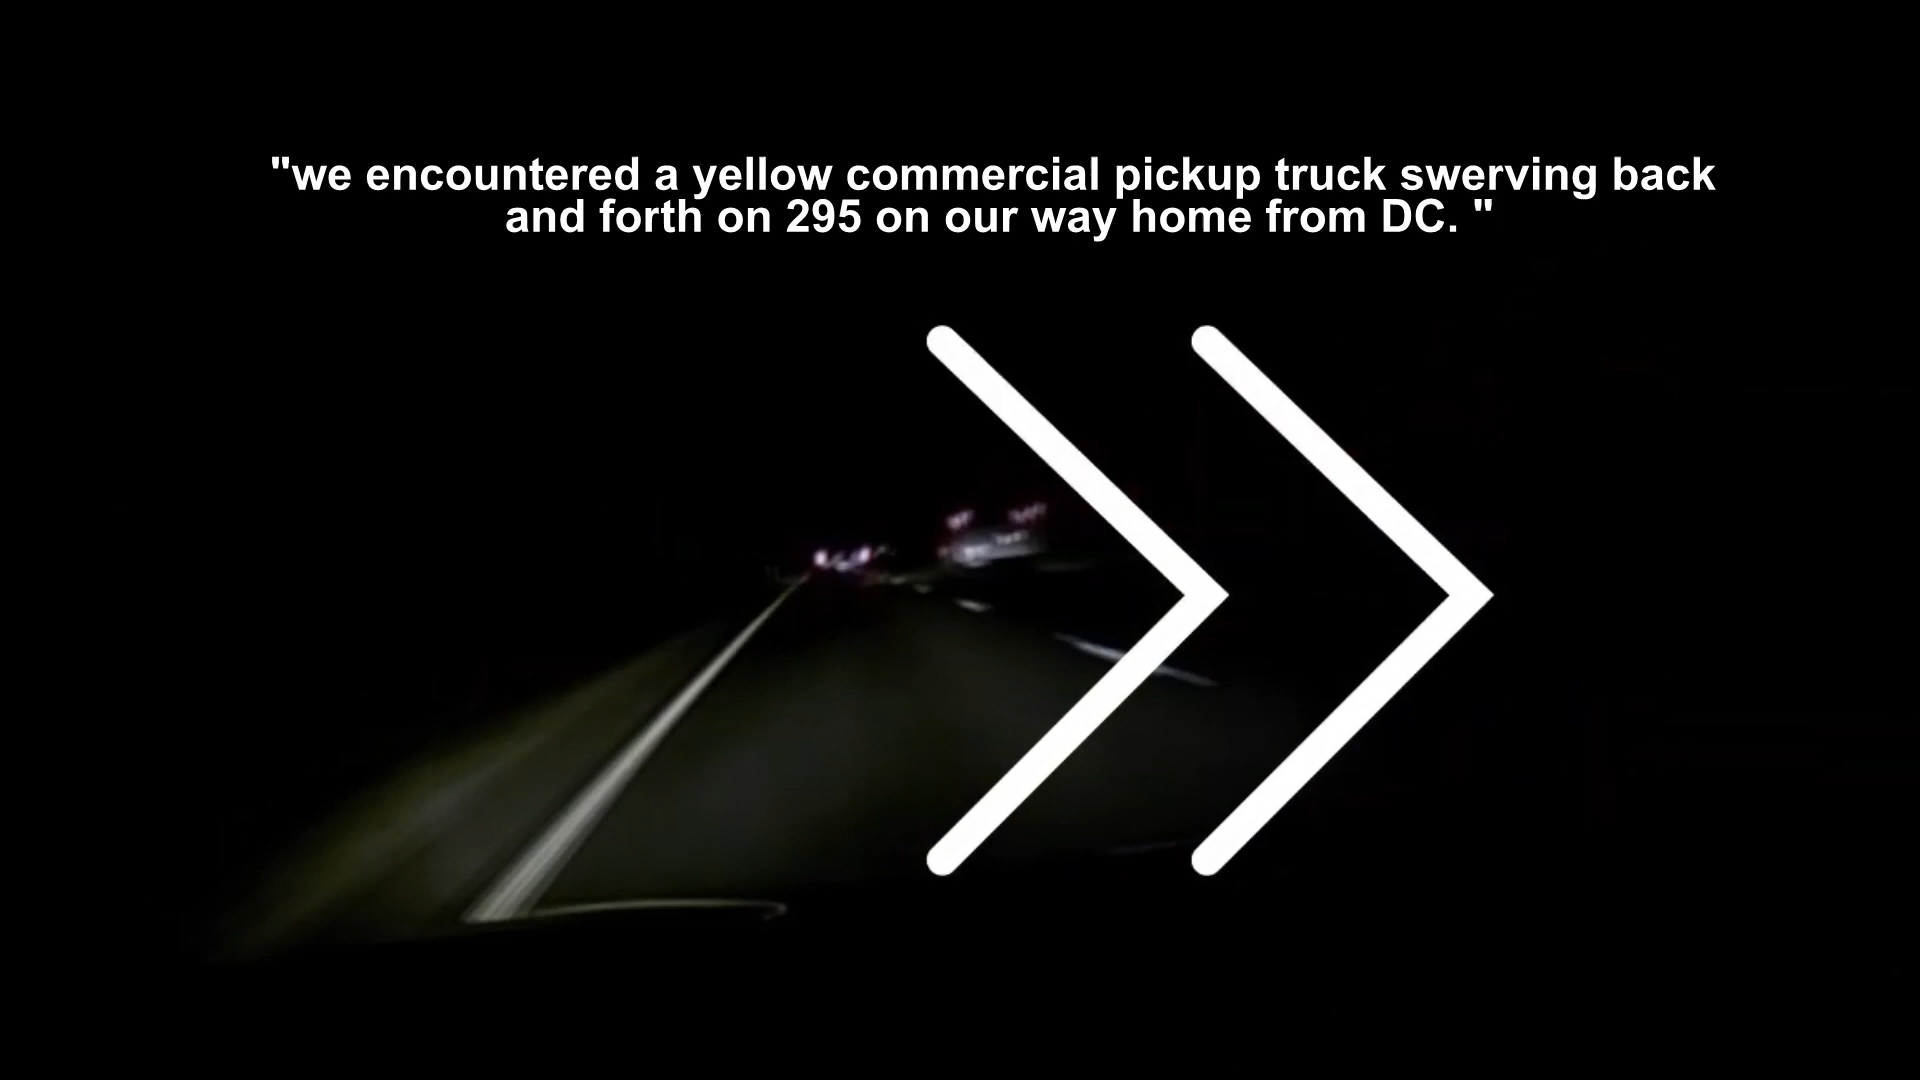 "we encountered a yellow commercial pickup truck swerving back
and forth on 295 on our way home from DC. "